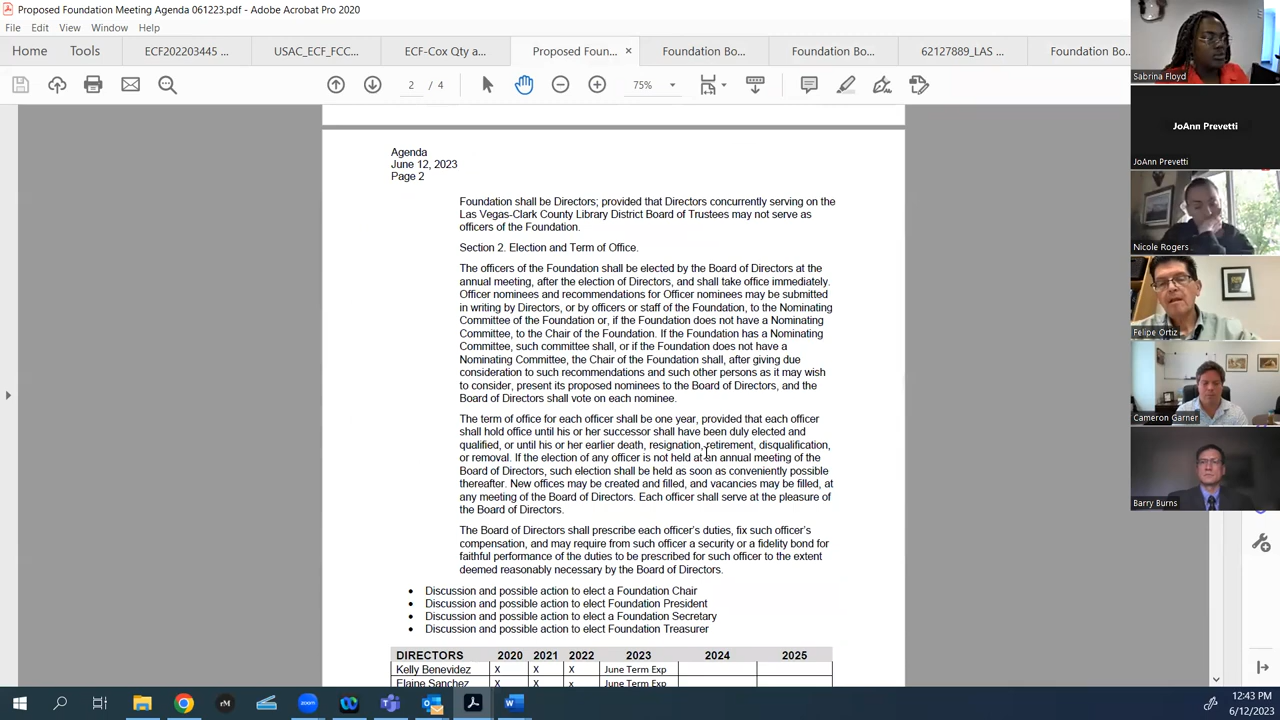 Proposed Foundation Meeting Agenda 061223.pdf - Adobe Acrobat Pro 2020
File Edit View Window Help
Home Tools ECF202203445 ... USAC_ECF_FCC... ECF-Cox Qty a... Proposed Foun... × Foundation Bo... Foundation Bo... 62127889_LAS ... Foundation Bo
2 / 4 75%
Agenda
June 12, 2023
Page 2
Foundation shall be Directors; provided that Directors concurrently serving on the
Las Vegas-Clark County Library District Board of Trustees may not serve as
officers of the Foundation.
Section 2. Election and Term of Office.
The officers of the Foundation shall be elected by the Board of Directors at the
annual meeting, after the election of Directors, and shall take office immediately.
Officer nominees and recommendations for Officer nominees may be submitted
in writing by Directors, or by officers or staff of the Foundation, to the Nominating
Committee of the Foundation or, if the Foundation does not have a Nominating
Committee, to the Chair of the Foundation. If the Foundation has a Nominating
Committee, such committee shall, or if the Foundation does not have a
Nominating Committee, the Chair of the Foundation shall, after giving due
consideration to such recommendations and such other persons as it may wish
to consider, present its proposed nominees to the Board of Directors, and the
Board of Directors shall vote on each nominee.
The term of office for each officer shall be one year, provided that each officer
shall hold office until his or her successor shall have been duly elected and
qualified, or until his or her earlier death, resignation, retirement, disqualification,
or removal. If the election of any officer is not held at an annual meeting of the
Board of Directors, such election shall be held as soon as conveniently possible
thereafter. New offices may be created and filled, and vacancies may be filled, at
any meeting of the Board of Directors. Each officer shall serve at the pleasure of
the Board of Directors.
The Board of Directors shall prescribe each officer's duties, fix such officer's
compensation, and may require from such officer a security or a fidelity bond for
faithful performance of the duties to be prescribed for such officer to the extent
deemed reasonably necessary by the Board of Directors.
• Discussion and possible action to elect a Foundation Chair
• Discussion and possible action to elect Foundation President
• Discussion and possible action to elect a Foundation Secretary
• Discussion and possible action to elect Foundation Treasurer
DIRECTORS 2020 2021 2022 2023 2024 2025
Kelly Benevidez X X X June Term Exp
Elaine Sanchez X X x June Term Exp
Sabrina Floyd
JoAnn Prevetti
JoAnn Prevetti
Nicole Rogers
Felipe Ortiz
Cameron Garner
Barry Burns
rM
zoom
12:43 PM
6/12/2023